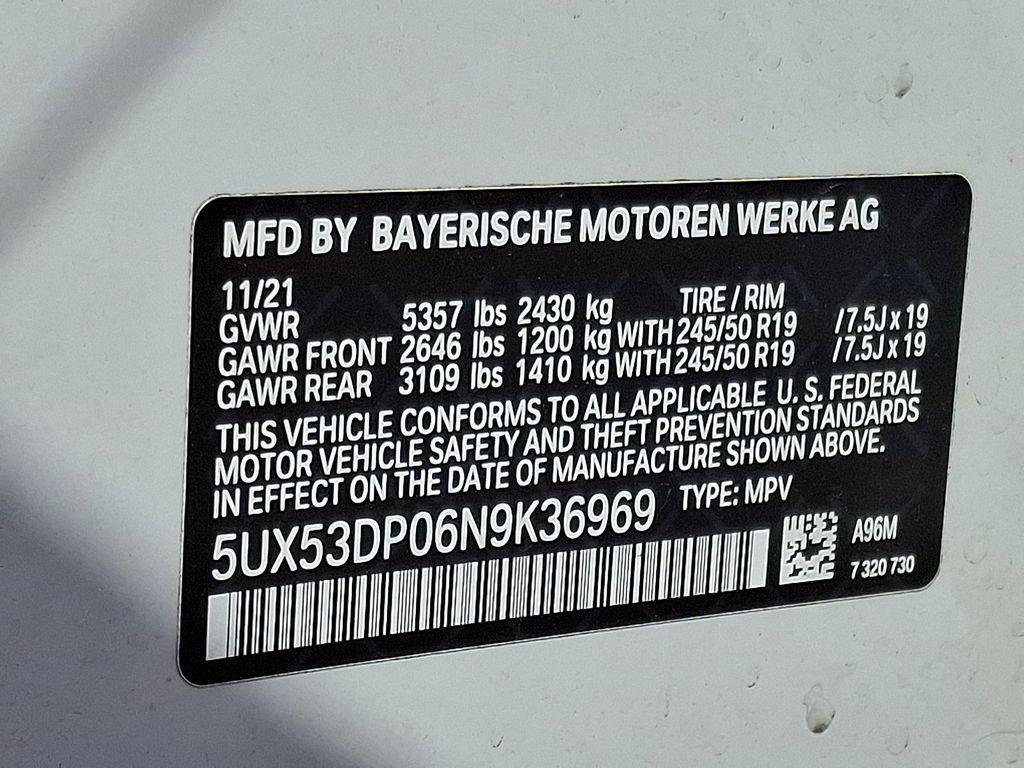 MFD BY BAYERISCHE MOTOREN WERKE AG
11/21 TIRE / RIM
GVWR 5357 lbs 2430 kg
GAWR FRONT 2646 lbs 1200 kg WITH 245/50 R19 /7.5J x 19
GAWR REAR 3109 lbs 1410 kg WITH 245/50 R19 /7.5J x 19
THIS VEHICLE CONFORMS TO ALL APPLICABLE U. S. FEDERAL
MOTOR VEHICLE SAFETY AND THEFT PREVENTION STANDARDS
IN EFFECT ON THE DATE OF MANUFACTURE SHOWN ABOVE.
5UX53DP06N9K36969 TYPE: MPV
A96M
7 320 730